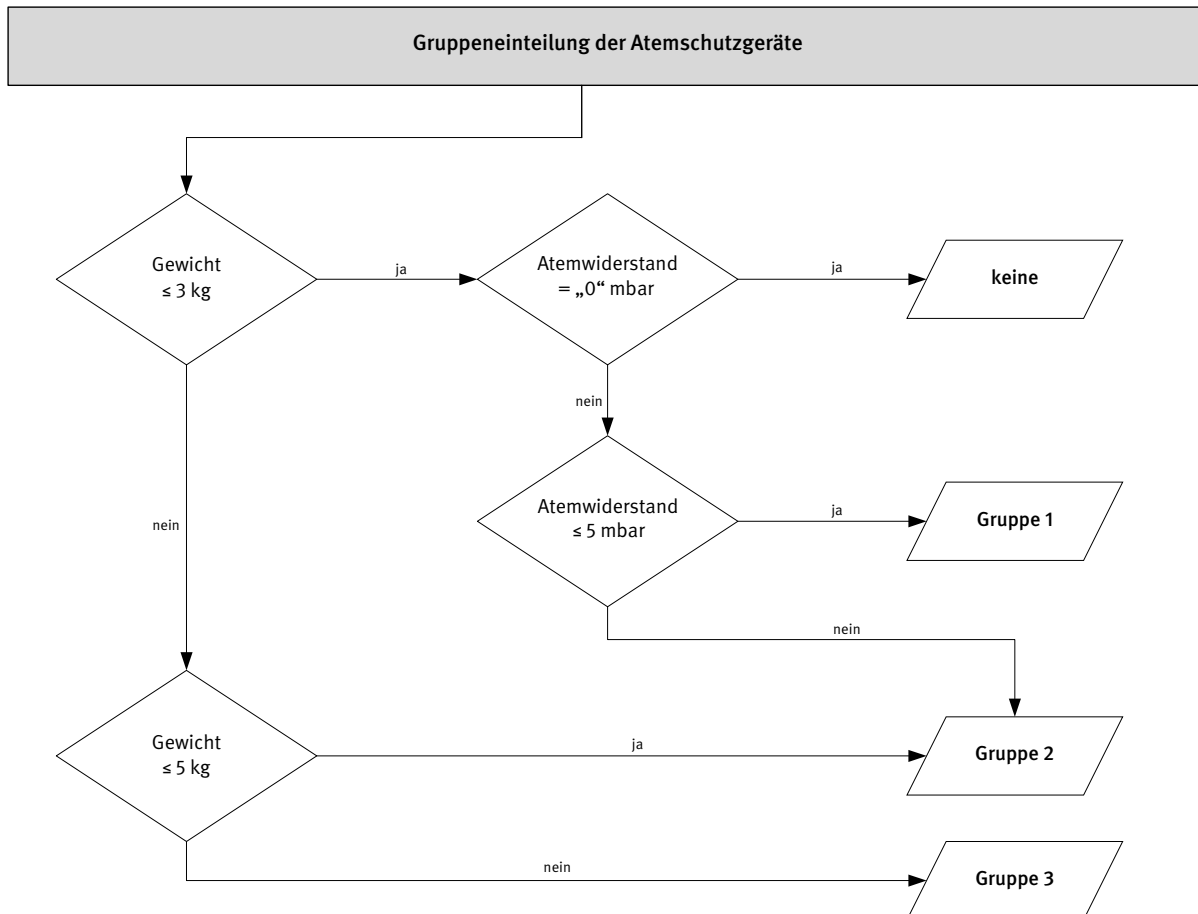 Gruppeneinteilung der Atemschutzgeräte
Gewicht
≤ 3 kg
ja
Atemwiderstand
= „0“ mbar
ja
keine
nein
nein
Atemwiderstand
≤ 5 mbar
ja
Gruppe 1
nein
Gewicht
≤ 5 kg
ja
Gruppe 2
nein
Gruppe 3